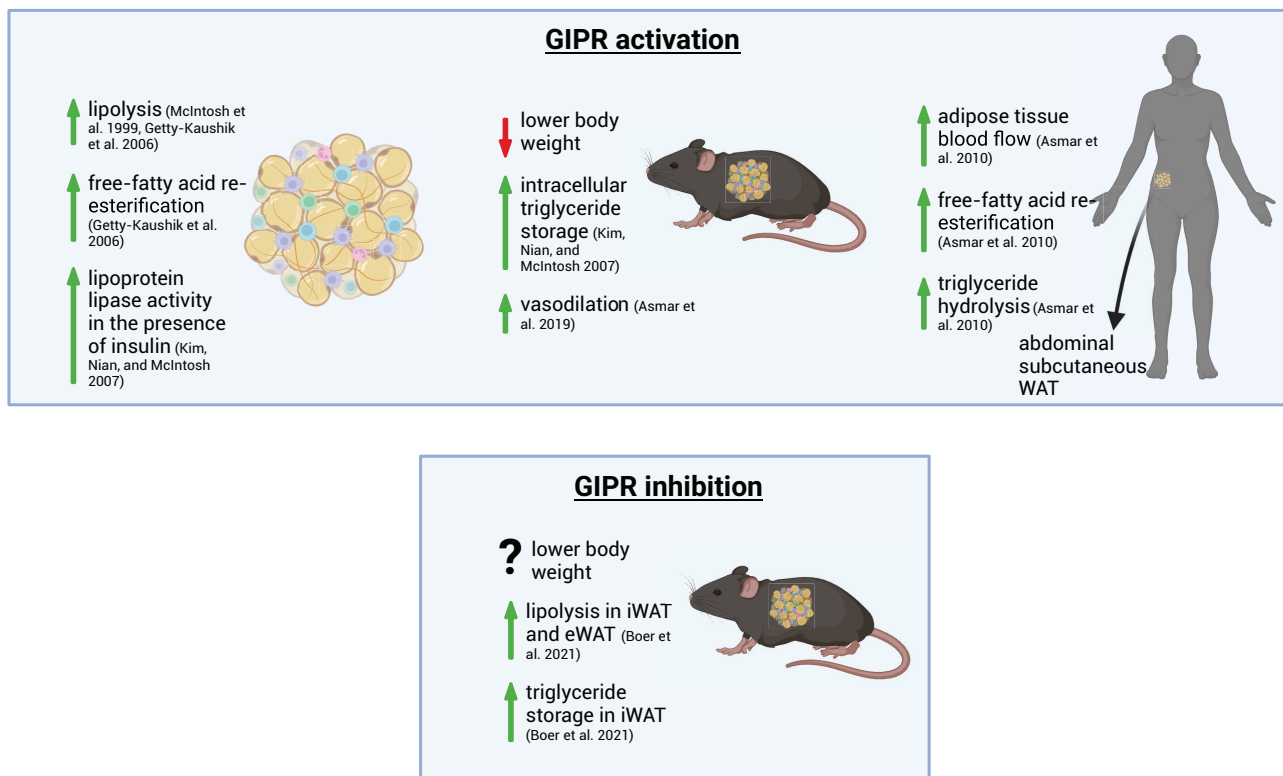 GIPR activation
lipolysis (McIntosh et
al. 1999, Getty-Kaushik
et al. 2006)
free-fatty acid re-
esterification
(Getty-Kaushik et al.
2006)
lipoprotein
lipase activity
in the presence
of insulin (Kim,
Nian, and McIntosh
2007)
lower body
weight
intracellular
triglyceride
storage (Kim,
Nian, and
McIntosh 2007)
vasodilation (Asmar et
al. 2019)
adipose tissue
blood flow (Asmar et
al. 2010)
free-fatty acid re-
esterification
(Asmar et al. 2010)
triglyceride
hydrolysis (Asmar et
al. 2010)
abdominal
subcutaneous
WAT
GIPR inhibition
? lower body
weight
lipolysis in iWAT
and eWAT (Boer et
al. 2021)
triglyceride
storage in iWAT
(Boer et al. 2021)